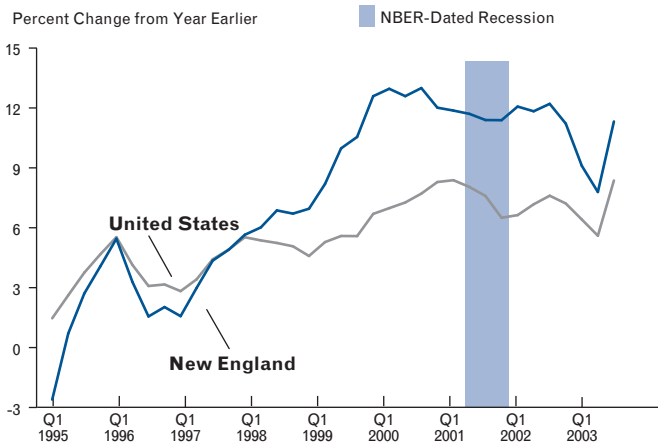 Percent Change from Year Earlier
NBER-Dated Recession
15
12
9
6
3
0
-3
United States
New England
Q1 Q1 Q1 Q1 Q1 Q1 Q1 Q1 Q1
1995 1996 1997 1998 1999 2000 2001 2002 2003